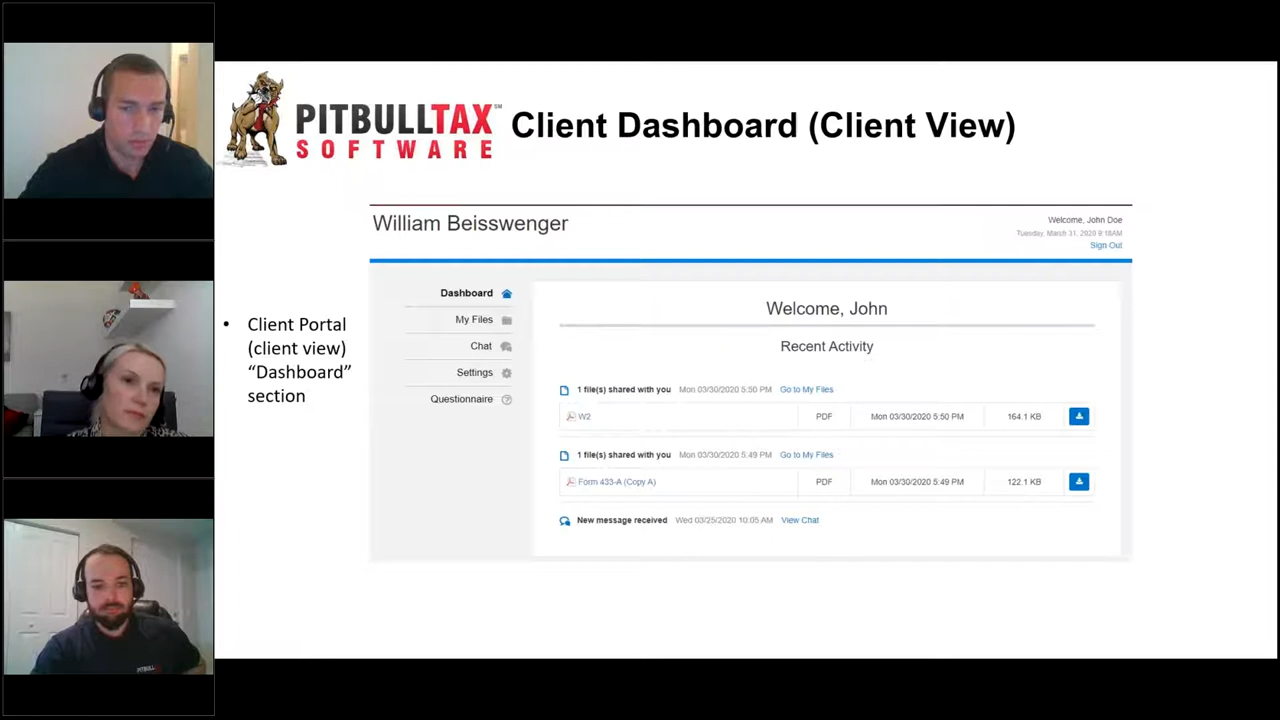 PITBULLTAX SM
SOFTWARE
Client Dashboard (Client View)
William Beisswenger
Welcome, John Doe
Tuesday, March 31, 2020 9:18AM
Sign Out
• Client Portal
(client view)
“Dashboard”
section
Dashboard
My Files
Chat
Settings
Questionnaire
Welcome, John
Recent Activity
1 file(s) shared with you Mon 03/30/2020 5:50 PM Go to My Files
W2 PDF Mon 03/30/2020 5:50 PM 164.1 KB
1 file(s) shared with you Mon 03/30/2020 5:49 PM Go to My Files
Form 433-A (Copy A) PDF Mon 03/30/2020 5:49 PM 122.1 KB
New message received Wed 03/25/2020 10:05 AM View Chat
PITBULLTAX